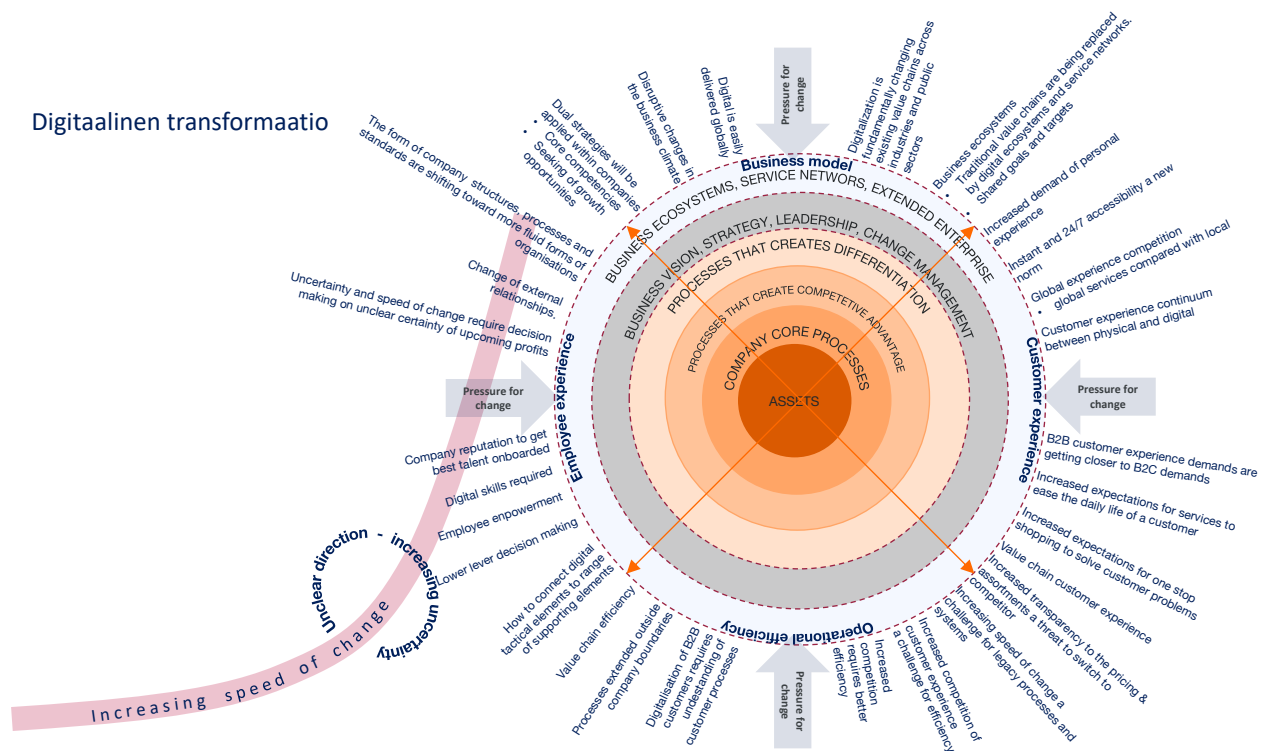 Digitaalinen transformaatio
Pressure for
change
Business model
BUSINESS ECOSYSTEMS, SERVICE NETWORS, EXTENDED ENTERPRISE
BUSINESS VISION, STRATEGY, LEADERSHIP, CHANGE MANAGEMENT
PROCESSES THAT CREATES DIFFERENTIATION
PROCESSES THAT CREATE COMPETETIVE ADVANTAGE
COMPANY CORE PROCESSES
ASSETS
Digitalization is
fundamentally changing
existing value chains across
industries and public
sectors
• Business ecosystems
• Traditional value chains are being replaced
by digital ecosystems and service networks.
• Shared goals and targets
Increased demand of personal
experience
Instant and 24/7 accessibility a new
norm
Global experience competition
• global services compared with local
Customer experience continuum
between physical and digital
Customer experience
Pressure for
change
B2B customer experience demands are
getting closer to B2C demands
Increased expectations for services to
ease the daily life of a customer
Increased expectations for one stop
shopping to solve customer problems
Value chain customer experience
Increased transparency to the pricing &
assortments a threat to switch to
competitor
Increasing speed of change a
challenge for legacy processes and
systems
Increased competition of
customer experience
a challenge for efficiency
Increased
competition
requires better
efficiency
Operational efficiency
Pressure for
change
Digitalisation of B2B
customers requires
undestanding of
customer processes
Processes extended outside
company boundaries
Value chain efficiency
How to connect digital
tactical elements to range
of supporting elements
Lower lever decision making
Employee empowerment
Digital skills required
Company reputation to get
best talent onboarded
Employee experience
Pressure for
change
Uncertainty and speed of change require decision
making on unclear certainty of upcoming profits
Change of external
relationships.
The form of company structures, processes and
standards are shifting toward more fluid forms of
organisations
Dual strategies will be
applied within companies
• Core competencies
• Seeking of growth
opportunities
Disruptive changes in
the business climate
Digital is easily
delivered globally
Unclear direction - increasing uncertainty
Increasing speed of change